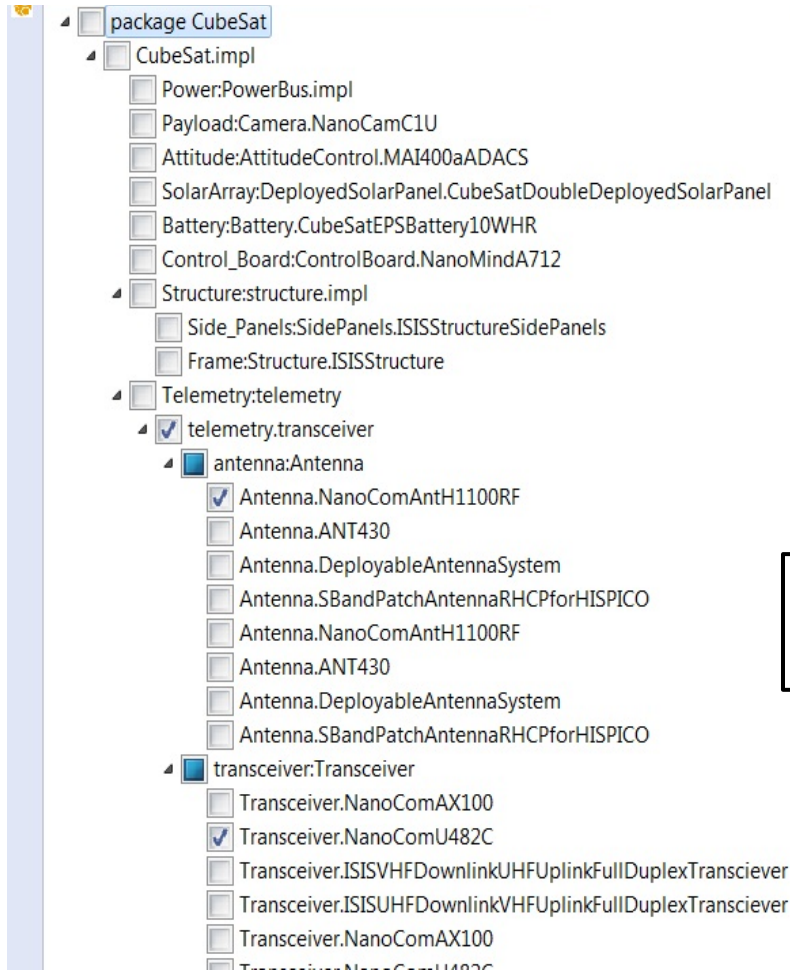 package CubeSat
CubeSat.impl
Power:PowerBus.impl
Payload:Camera.NanoCamC1U
Attitude:AttitudeControl.MAI400aADACS
SolarArray:DeployedSolarPanel.CubeSatDoubleDeployedSolarPanel
Battery:Battery.CubeSatEPSBattery10WHR
Control_Board:ControlBoard.NanoMindA712
Structure:structure.impl
Side_Panels:SidePanels.ISISStructureSidePanels
Frame:Structure.ISISStructure
Telemetry:telemetry
telemetry.transceiver
antenna:Antenna
Antenna.NanoComAntH1100RF
Antenna.ANT430
Antenna.DeployableAntennaSystem
Antenna.SBandPatchAntennaRHCPforHISPICO
Antenna.NanoComAntH1100RF
Antenna.ANT430
Antenna.DeployableAntennaSystem
Antenna.SBandPatchAntennaRHCPforHISPICO
transceiver:Transceiver
Transceiver.NanoComAX100
Transceiver.NanoComU482C
Transceiver.ISISVHFDownlinkUHFUplinkFullDuplexTransciever
Transceiver.ISISUHFDownlinkVHFUplinkFullDuplexTransciever
Transceiver.NanoComAX100
Transceiver.NanoComU482C